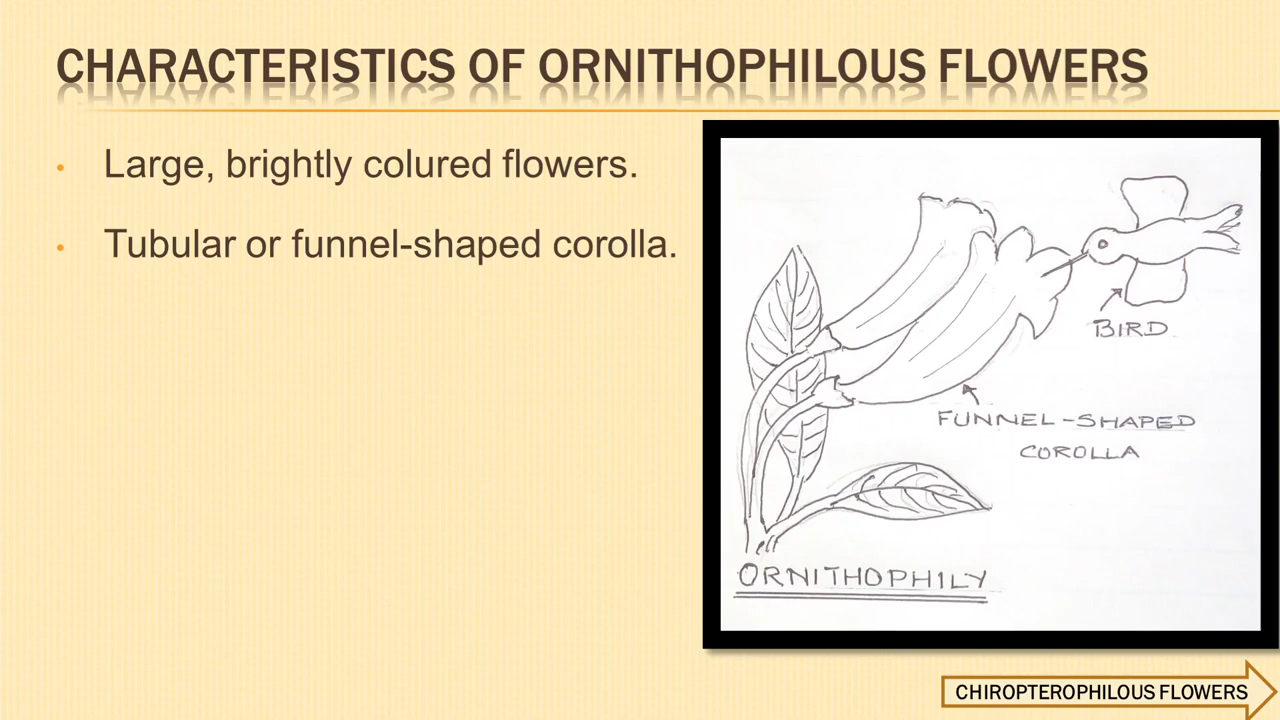 CHARACTERISTICS OF ORNITHOPHILOUS FLOWERS
• Large, brightly colured flowers.
• Tubular or funnel-shaped corolla.
BIRD
FUNNEL-SHAPED
COROLLA
ORNITHOPHILY
CHIROPTEROPHILOUS FLOWERS